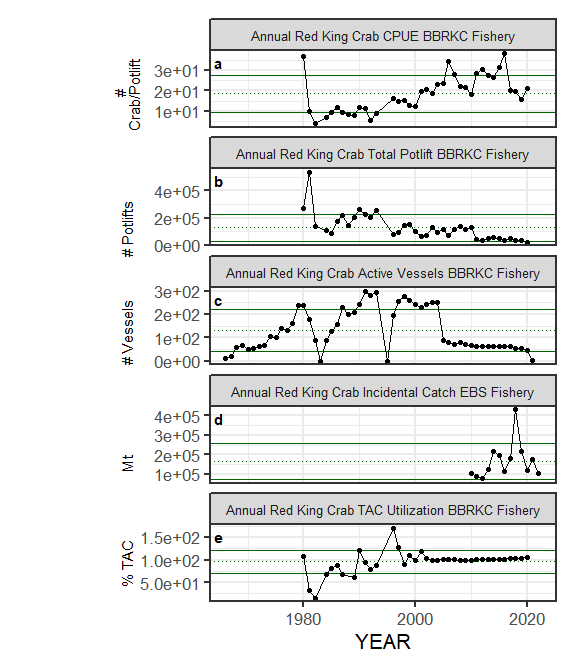 Annual Red King Crab CPUE BBRKC Fishery
a
#
Crab/Potlift
3e+01
2e+01
1e+01
Annual Red King Crab Total Potlift BBRKC Fishery
b
# Potlifts
4e+05
2e+05
0e+00
Annual Red King Crab Active Vessels BBRKC Fishery
c
# Vessels
3e+02
2e+02
1e+02
0e+00
Annual Red King Crab Incidental Catch EBS Fishery
d
Mt
4e+05
3e+05
2e+05
1e+05
Annual Red King Crab TAC Utilization BBRKC Fishery
e
% TAC
1.5e+02
1.0e+02
5.0e+01
1980 2000 2020
YEAR